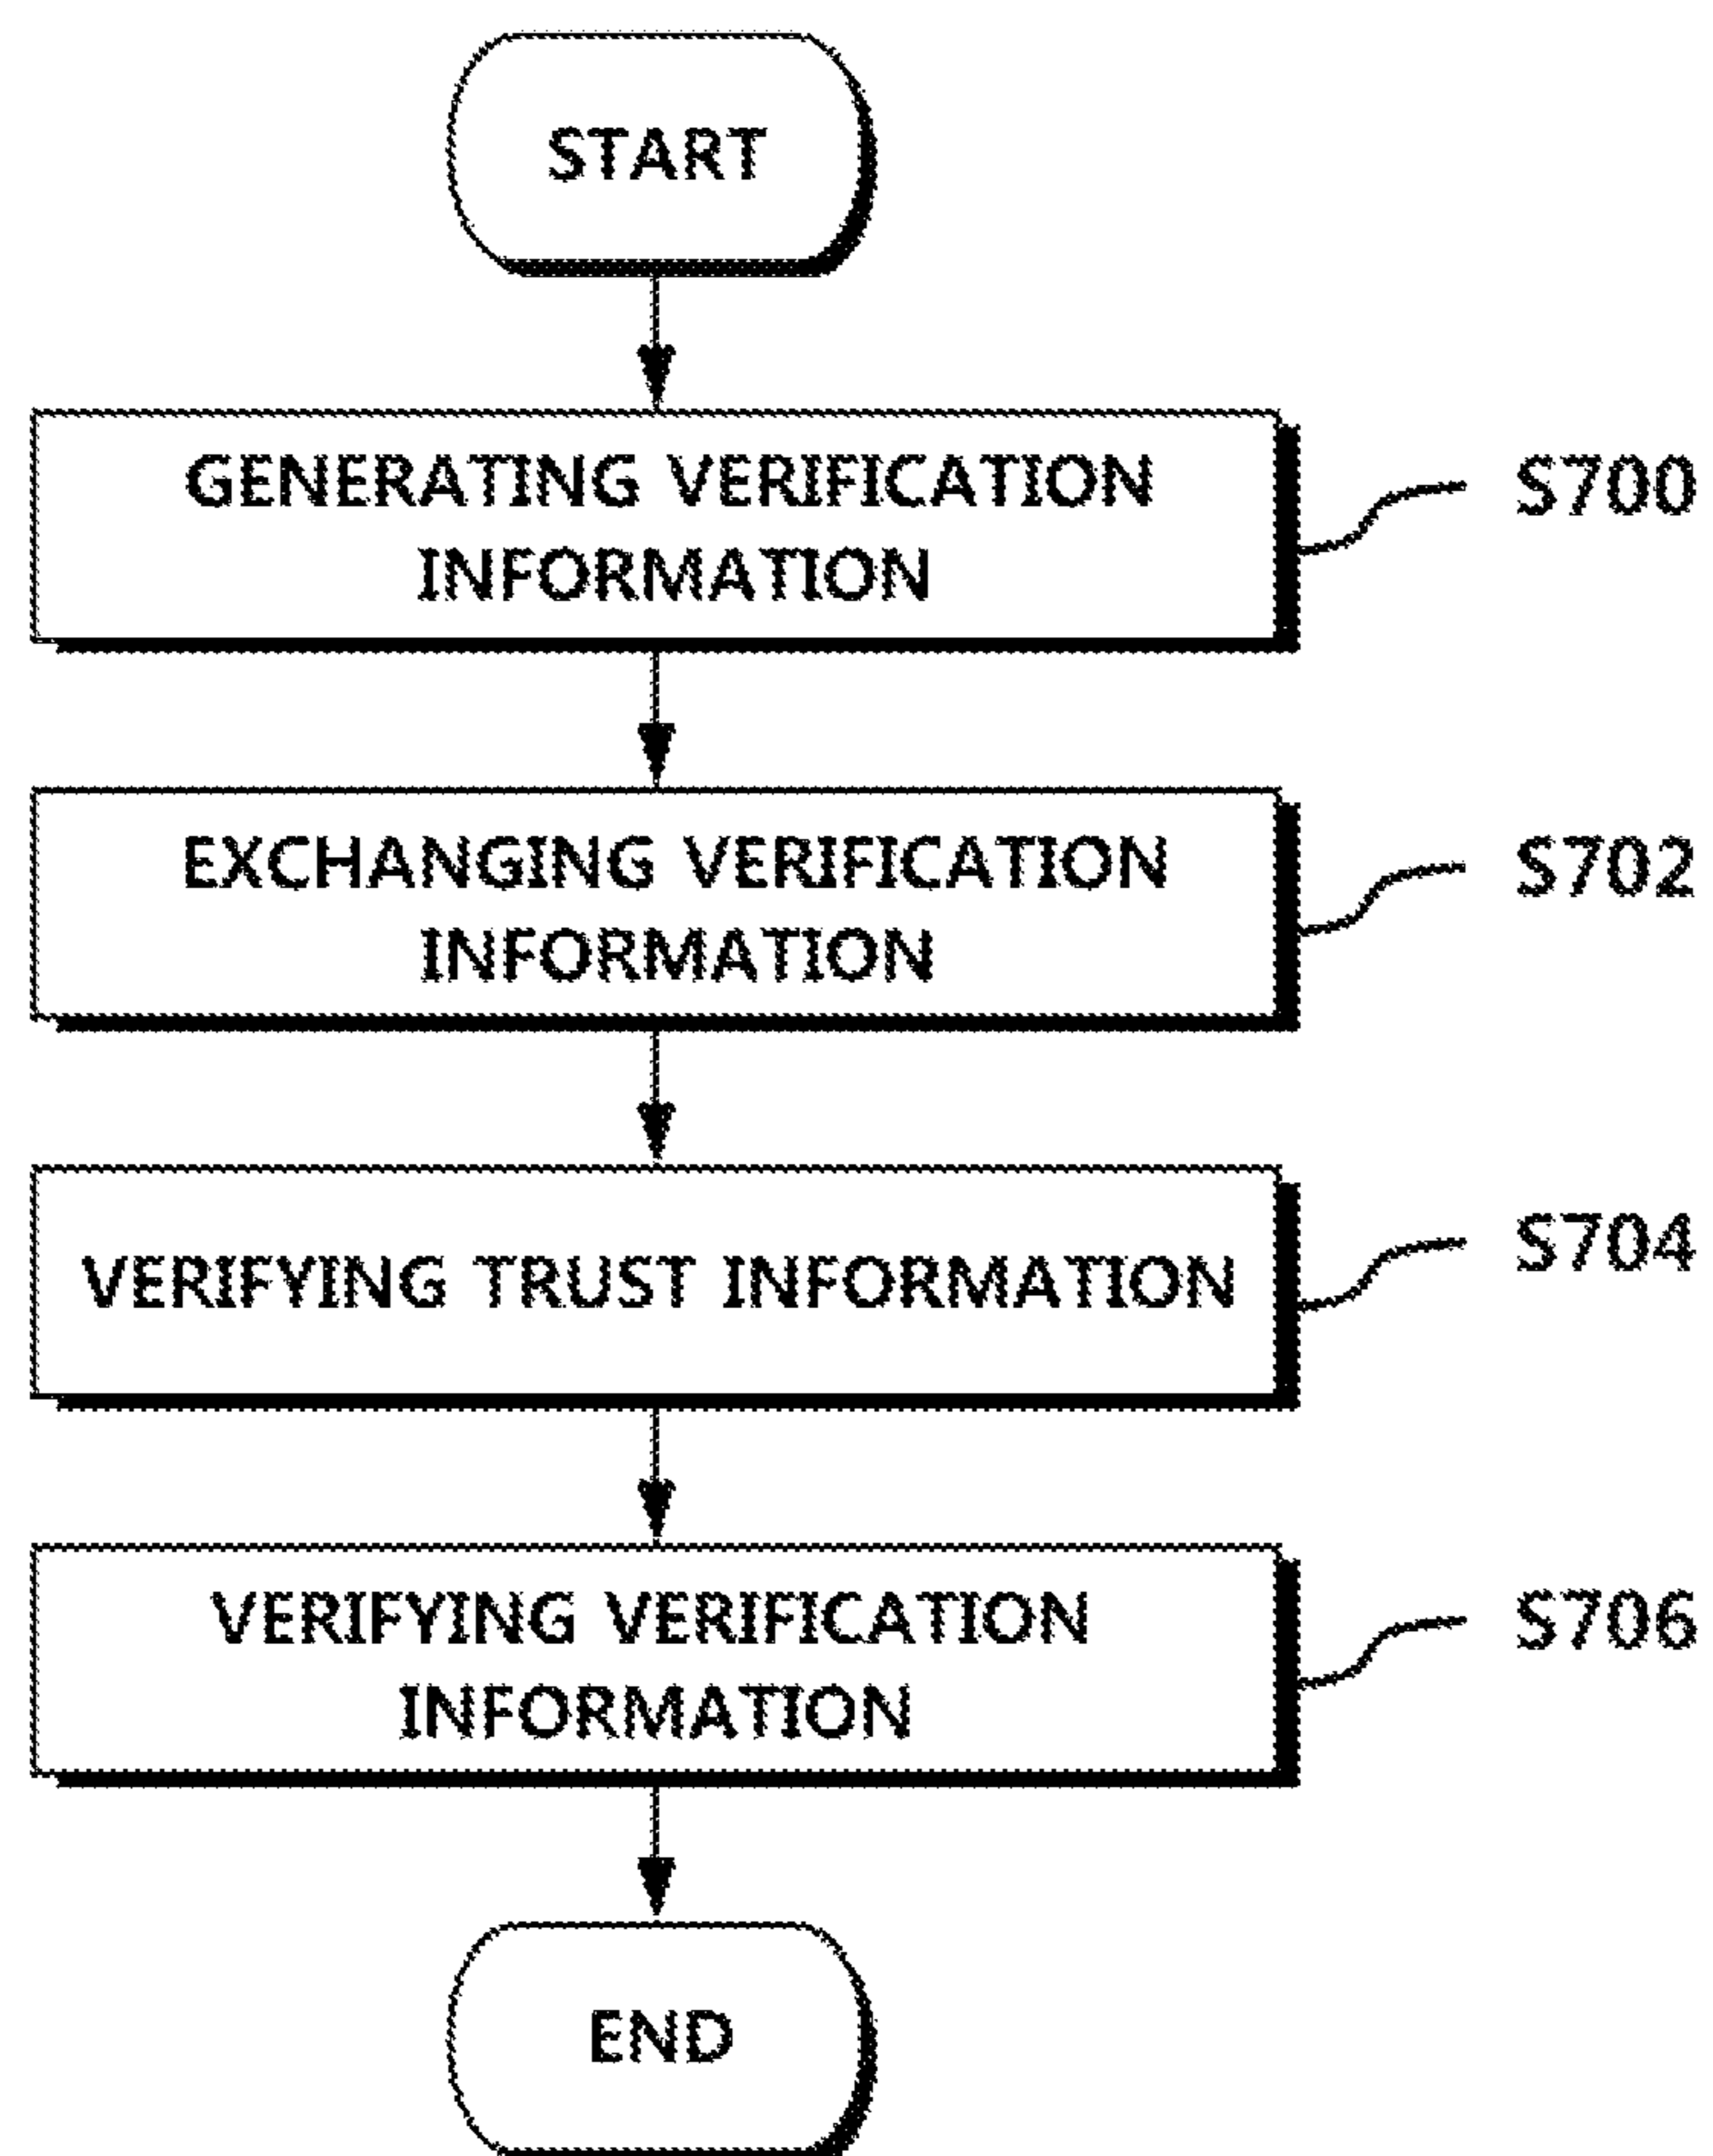 START
GENERATING VERIFICATION
INFORMATION
S700
EXCHANGING VERIFICATION
INFORMATION
S702
VERIFYING TRUST INFORMATION
S704
VERIFYING VERIFICATION
INFORMATION
S706
END